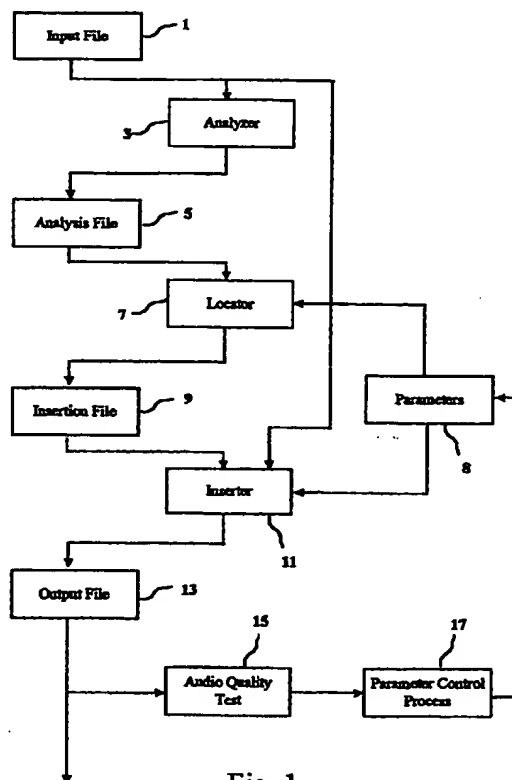 Input File
1
Analyzer
3
Analysis File
5
Locator
7
Insertion File
9
Parameters
8
Inserter
11
Output File
13
15
Audio Quality
Test
17
Parameter Control
Process
Fig. 1